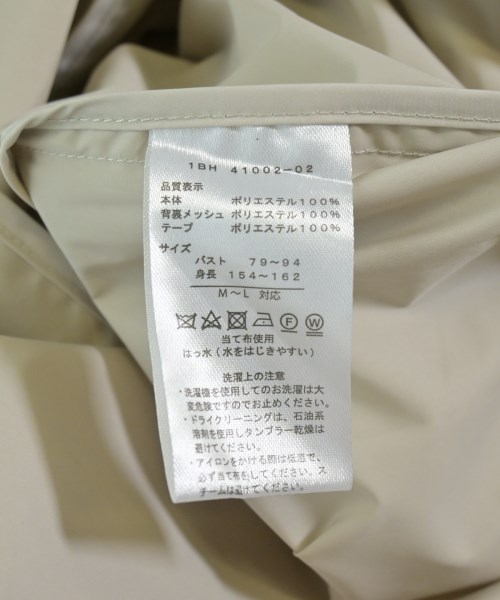 1BH 41002-02
品質表示
本体 ポリエステル100%
背裏メッシュ ポリエステル100%
テープ ポリエステル100%
サイズ
バスト 79~94
身長 154~162
M~L 対応
F W
当て布使用
はっ水(水をはじきやすい)
洗濯上の注意
・洗濯機を使用してのお洗濯は大
変危険ですのでお止めください。
・ドライクリーニングは、石油系
溶剤を使用しタンブラー乾燥は
避けてください。
・アイロンをかける際は低温で、
必ず当て布をしてください。ス
チームは避けてください。